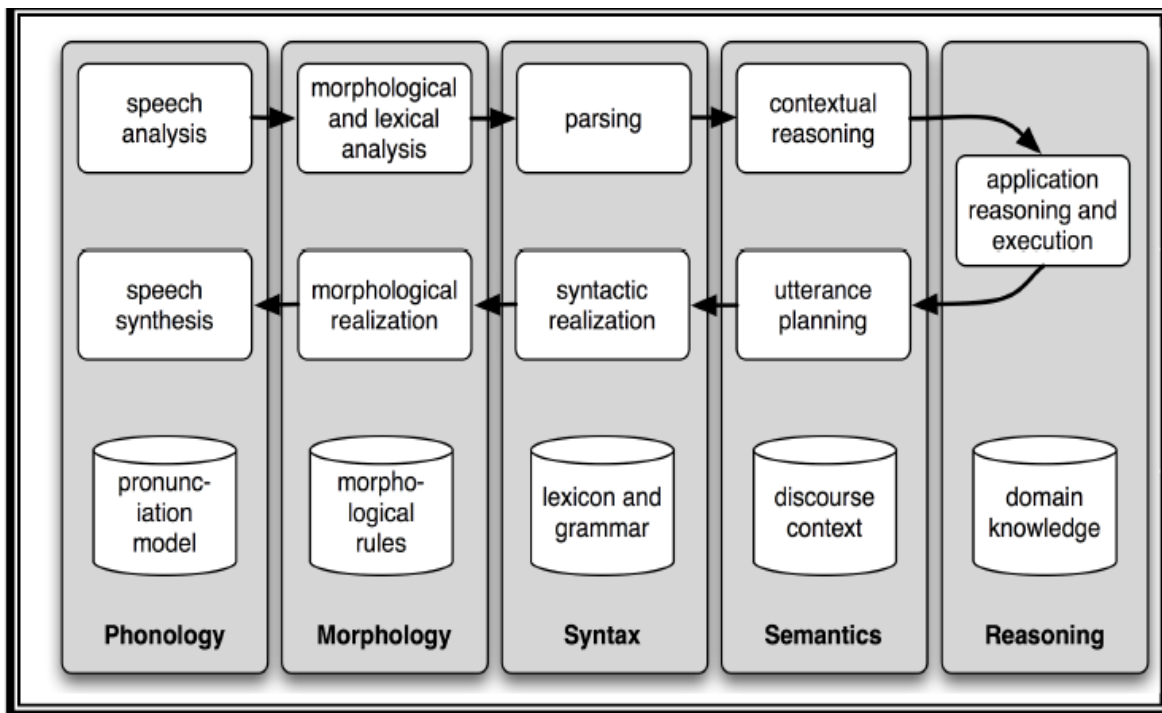 speech
analysis
morphological
and lexical
analysis
parsing
contextual
reasoning
application
reasoning and
execution
speech
synthesis
morphological
realization
syntactic
realization
utterance
planning
pronunc-
iation
model
morpho-
logical
rules
lexicon and
grammar
discourse
context
domain
knowledge
Phonology
Morphology
Syntax
Semantics
Reasoning